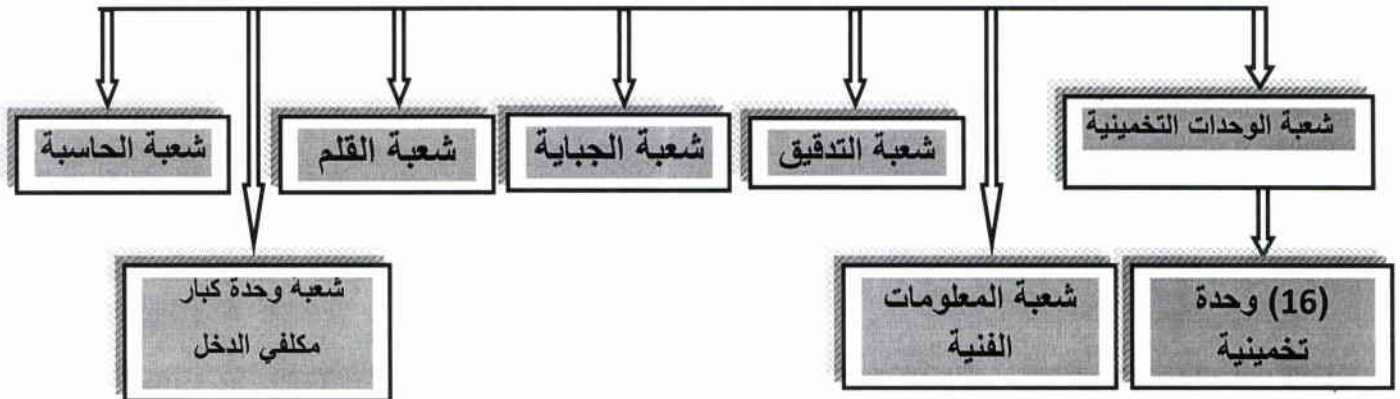 شعبة الوحدات التخمينية
شعبة التدقيق
شعبة الجباية
شعبة القلم
شعبة الحاسبة
(16) وحدة
تخمينية
شعبة المعلومات
الفنية
شعبة وحدة كبار
مكلفي الدخل